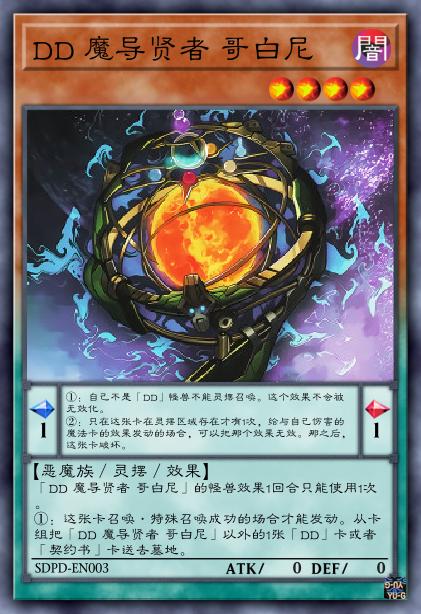 DD 魔导贤者 哥白尼
闇
①：自己不是「DD」怪兽不能灵摆召唤。这个效果不会被
无效化。
②：只在这张卡在灵摆区域存在才有1次，给与自己伤害的
魔法卡的效果发动的场合，可以把那个效果无效。那之后，
这张卡破坏。
1
1
【恶魔族／灵摆／效果】
「DD 魔导贤者 哥白尼」的怪兽效果1回合只能使用1次
。
①：这张卡召唤・特殊召唤成功的场合才能发动。从卡
组把「DD 魔导贤者 哥白尼」以外的1张「DD」卡或者
「契约书」卡送去墓地。
SDPD-EN003
ATK/ 0 DEF/ 0